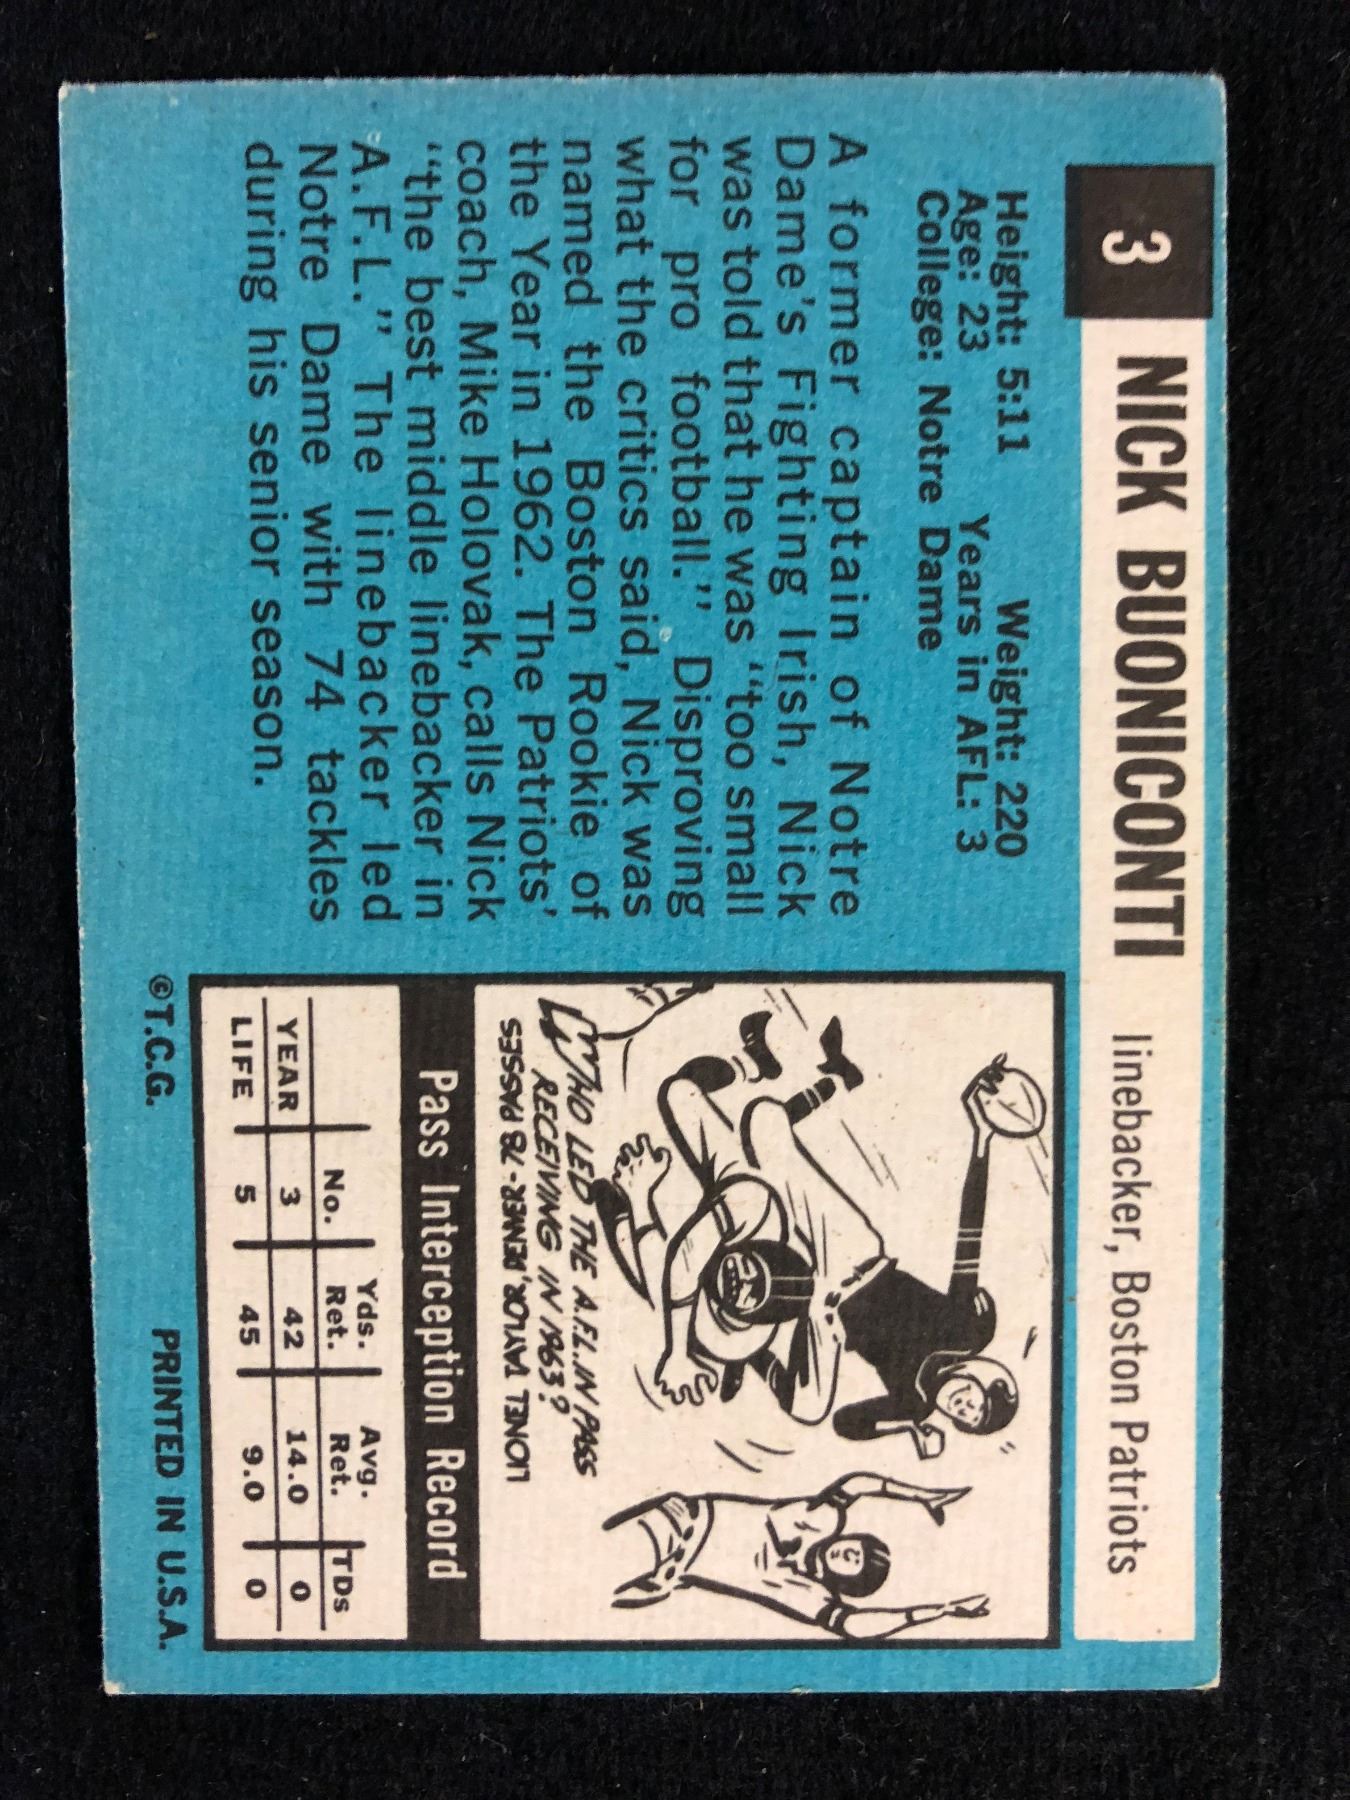 3 NICK BUONICONTI linebacker, Boston Patriots
Height: 5:11 Weight: 220
Age: 23 Years in AFL: 3
College: Notre Dame
A former captain of Notre
Dame's Fighting Irish, Nick
was told that he was "too small
for pro football." Disproving
what the critics said, Nick was
named the Boston Rookie of
the Year in 1962. The Patriots'
coach, Mike Holovak, calls Nick
"the best middle linebacker in
A.F.L." The linebacker led
Notre Dame with 74 tackles
during his senior season.
WHO LED THE A.F.L. IN PASS
RECEIVING IN 1963?
LIONEL TAYLOR, DENVER-78 PASSES
Pass Interception Record
No. Yds. Ret. Avg. Ret. TDs
YEAR 3 42 14.0 0
LIFE 5 45 9.0 0
©T.C.G. PRINTED IN U.S.A.